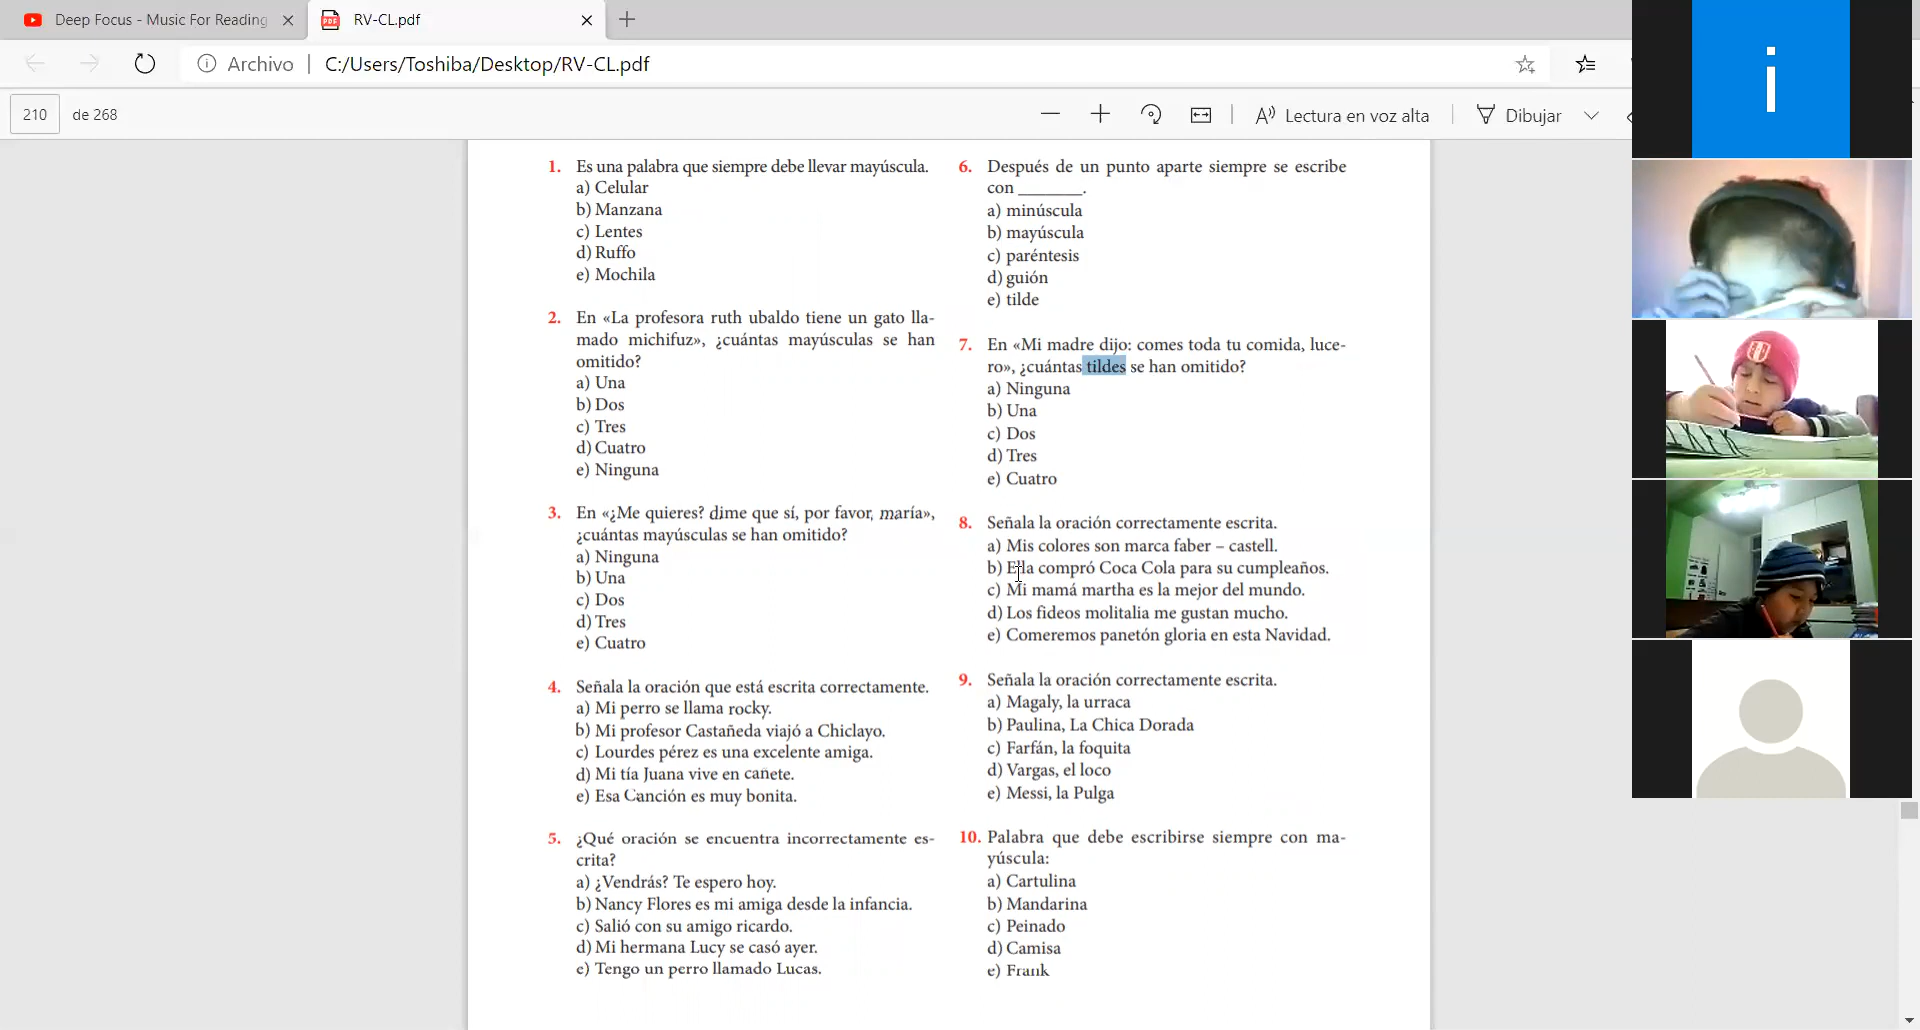 Deep Focus - Music For Reading
RV-CL.pdf
Archivo | C:/Users/Toshiba/Desktop/RV-CL.pdf
210 de 268
Lectura en voz alta
Dibujar
i
1. Es una palabra que siempre debe llevar mayúscula.
a) Celular
b) Manzana
c) Lentes
d) Ruffo
e) Mochila
2. En «La profesora ruth ubaldo tiene un gato lla-
mado michifuz», ¿cuántas mayúsculas se han
omitido?
a) Una
b) Dos
c) Tres
d) Cuatro
e) Ninguna
3. En «¿Me quieres? dime que sí, por favor, maría»,
¿cuántas mayúsculas se han omitido?
a) Ninguna
b) Una
c) Dos
d) Tres
e) Cuatro
4. Señala la oración que está escrita correctamente.
a) Mi perro se llama rocky.
b) Mi profesor Castañeda viajó a Chiclayo.
c) Lourdes pérez es una excelente amiga.
d) Mi tía Juana vive en cañete.
e) Esa Canción es muy bonita.
5. ¿Qué oración se encuentra incorrectamente es-
crita?
a) ¿Vendrás? Te espero hoy.
b) Nancy Flores es mi amiga desde la infancia.
c) Salió con su amigo ricardo.
d) Mi hermana Lucy se casó ayer.
e) Tengo un perro llamado Lucas.
6. Después de un punto aparte siempre se escribe
con _______.
a) minúscula
b) mayúscula
c) paréntesis
d) guión
e) tilde
7. En «Mi madre dijo: comes toda tu comida, luce-
ro», ¿cuántas tildes se han omitido?
a) Ninguna
b) Una
c) Dos
d) Tres
e) Cuatro
8. Señala la oración correctamente escrita.
a) Mis colores son marca faber – castell.
b) Ella compró Coca Cola para su cumpleaños.
c) Mi mamá martha es la mejor del mundo.
d) Los fideos molitalia me gustan mucho.
e) Comeremos panetón gloria en esta Navidad.
9. Señala la oración correctamente escrita.
a) Magaly, la urraca
b) Paulina, La Chica Dorada
c) Farfán, la foquita
d) Vargas, el loco
e) Messi, la Pulga
10. Palabra que debe escribirse siempre con ma-
yúscula:
a) Cartulina
b) Mandarina
c) Peinado
d) Camisa
e) Frank